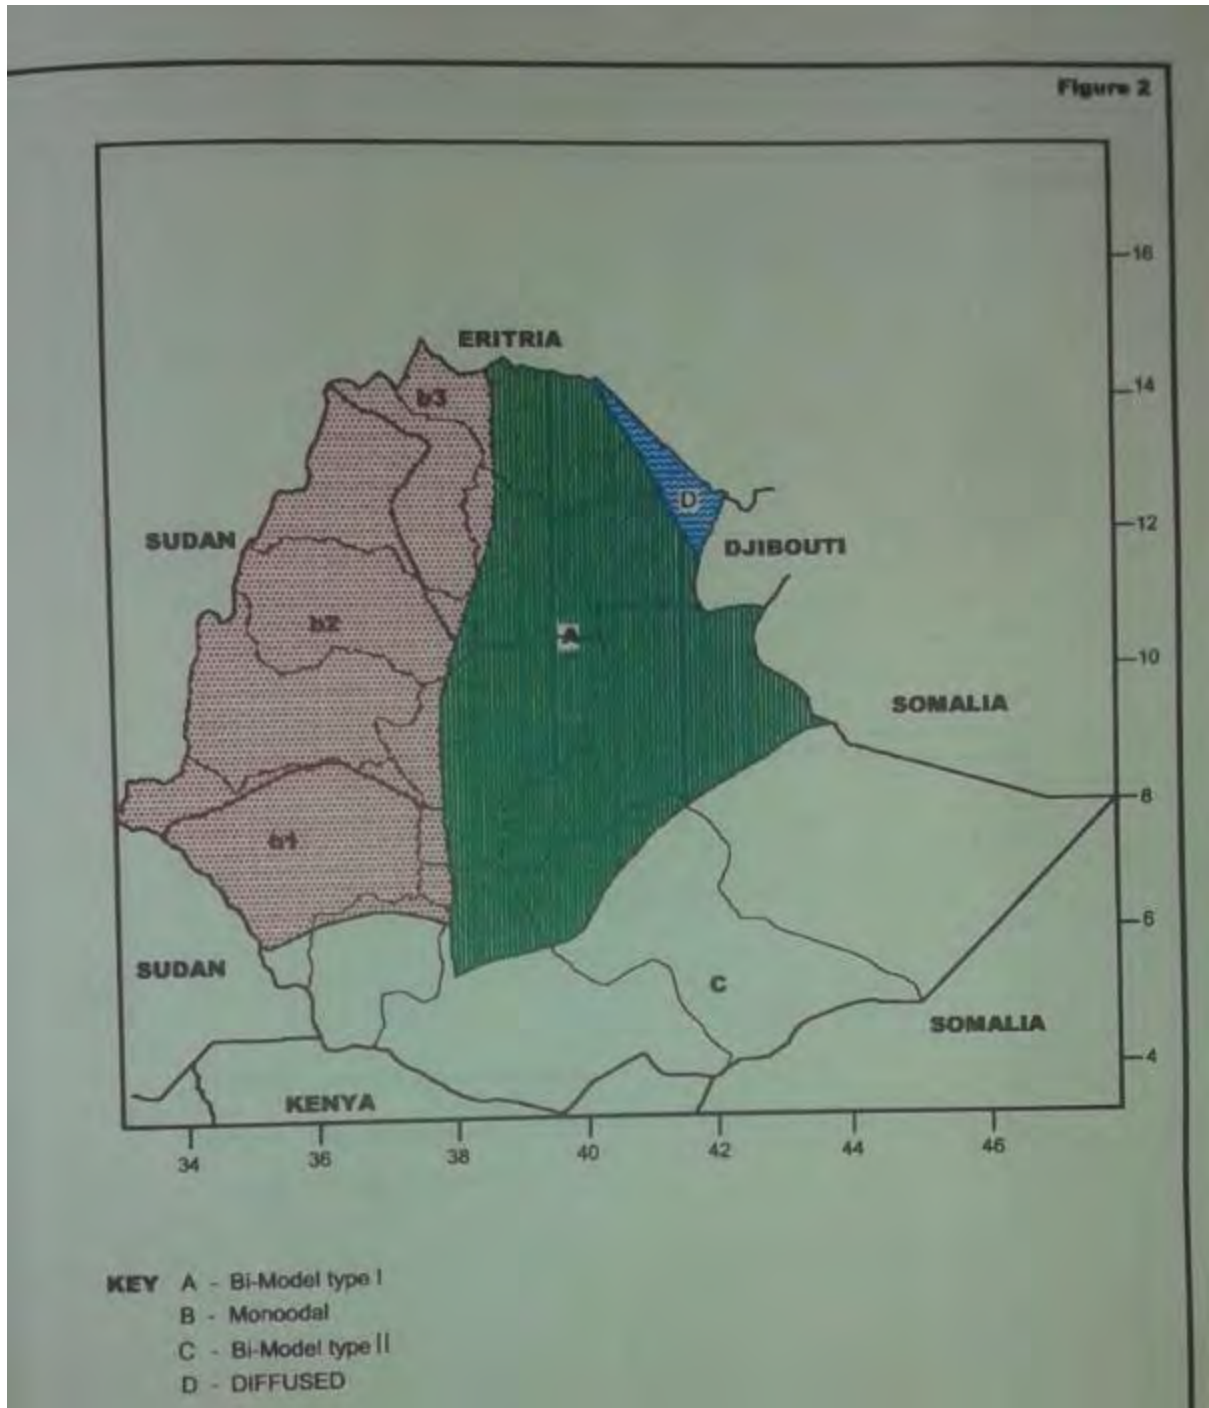 Figure 2
16
ERITRIA
14
b3
D
12
SUDAN
DJIBOUTI
b2
A
10
SOMALIA
8
b1
6
SUDAN
C
SOMALIA
4
KENYA
34 36 38 40 42 44 46
KEY A - Bi-Model type I
B - Monoodal
C - Bi-Model type II
D - DIFFUSED